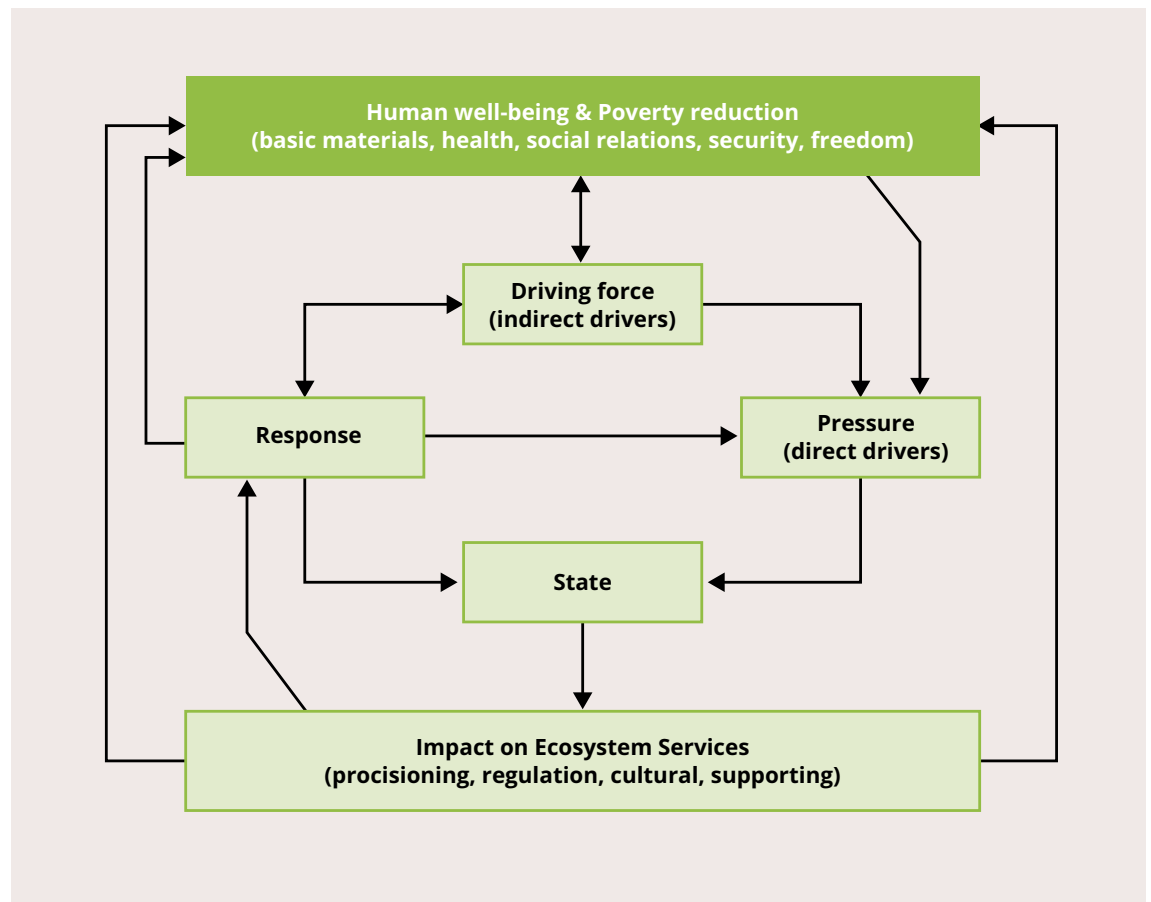 Human well-being & Poverty reduction
(basic materials, health, social relations, security, freedom)
Driving force
(indirect drivers)
Response
Pressure
(direct drivers)
State
Impact on Ecosystem Services
(procisioning, regulation, cultural, supporting)